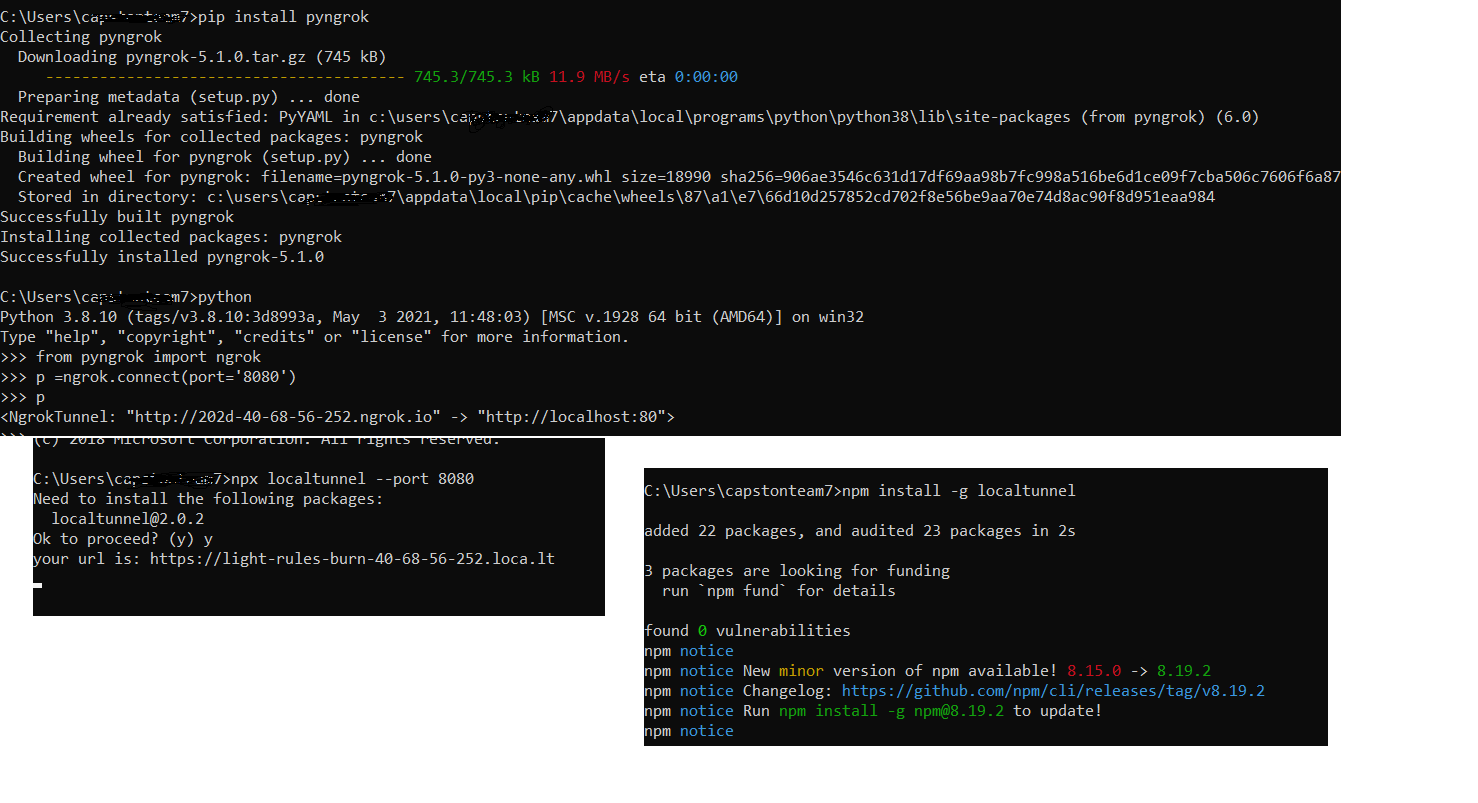 C:\Users\cap m7>pip install pyngrok
Collecting pyngrok
  Downloading pyngrok-5.1.0.tar.gz (745 kB)
     ---------------------------------------- 745.3/745.3 kB 11.9 MB/s eta 0:00:00
  Preparing metadata (setup.py) ... done
Requirement already satisfied: PyYAML in c:\users\ca 7\appdata\local\programs\python\python38\lib\site-packages (from pyngrok) (6.0)
Building wheels for collected packages: pyngrok
  Building wheel for pyngrok (setup.py) ... done
  Created wheel for pyngrok: filename=pyngrok-5.1.0-py3-none-any.whl size=18990 sha256=906ae3546c631d17df69aa98b7fc998a516be6d1ce09f7cba506c7606f6a87
  Stored in directory: c:\users\cap 7\appdata\local\pip\cache\wheels\87\a1\e7\66d10d257852cd702f8e56be9aa70e74d8ac90f8d951eaa984
Successfully built pyngrok
Installing collected packages: pyngrok
Successfully installed pyngrok-5.1.0
C:\Users\cap m7>python
Python 3.8.10 (tags/v3.8.10:3d8993a, May  3 2021, 11:48:03) [MSC v.1928 64 bit (AMD64)] on win32
Type "help", "copyright", "credits" or "license" for more information.
>>> from pyngrok import ngrok
>>> p =ngrok.connect(port='8080')
>>> p
<NgrokTunnel: "http://202d-40-68-56-252.ngrok.io" -> "http://localhost:80">
>>>
(c) 2018 Microsoft Corporation. All rights reserved.
C:\Users\cap 7>npx localtunnel --port 8080
Need to install the following packages:
  localtunnel@2.0.2
Ok to proceed? (y) y
your url is: https://light-rules-burn-40-68-56-252.loca.lt
C:\Users\capstonteam7>npm install -g localtunnel
added 22 packages, and audited 23 packages in 2s
3 packages are looking for funding
  run `npm fund` for details
found 0 vulnerabilities
npm notice
npm notice New minor version of npm available! 8.15.0 -> 8.19.2
npm notice Changelog: https://github.com/npm/cli/releases/tag/v8.19.2
npm notice Run npm install -g npm@8.19.2 to update!
npm notice